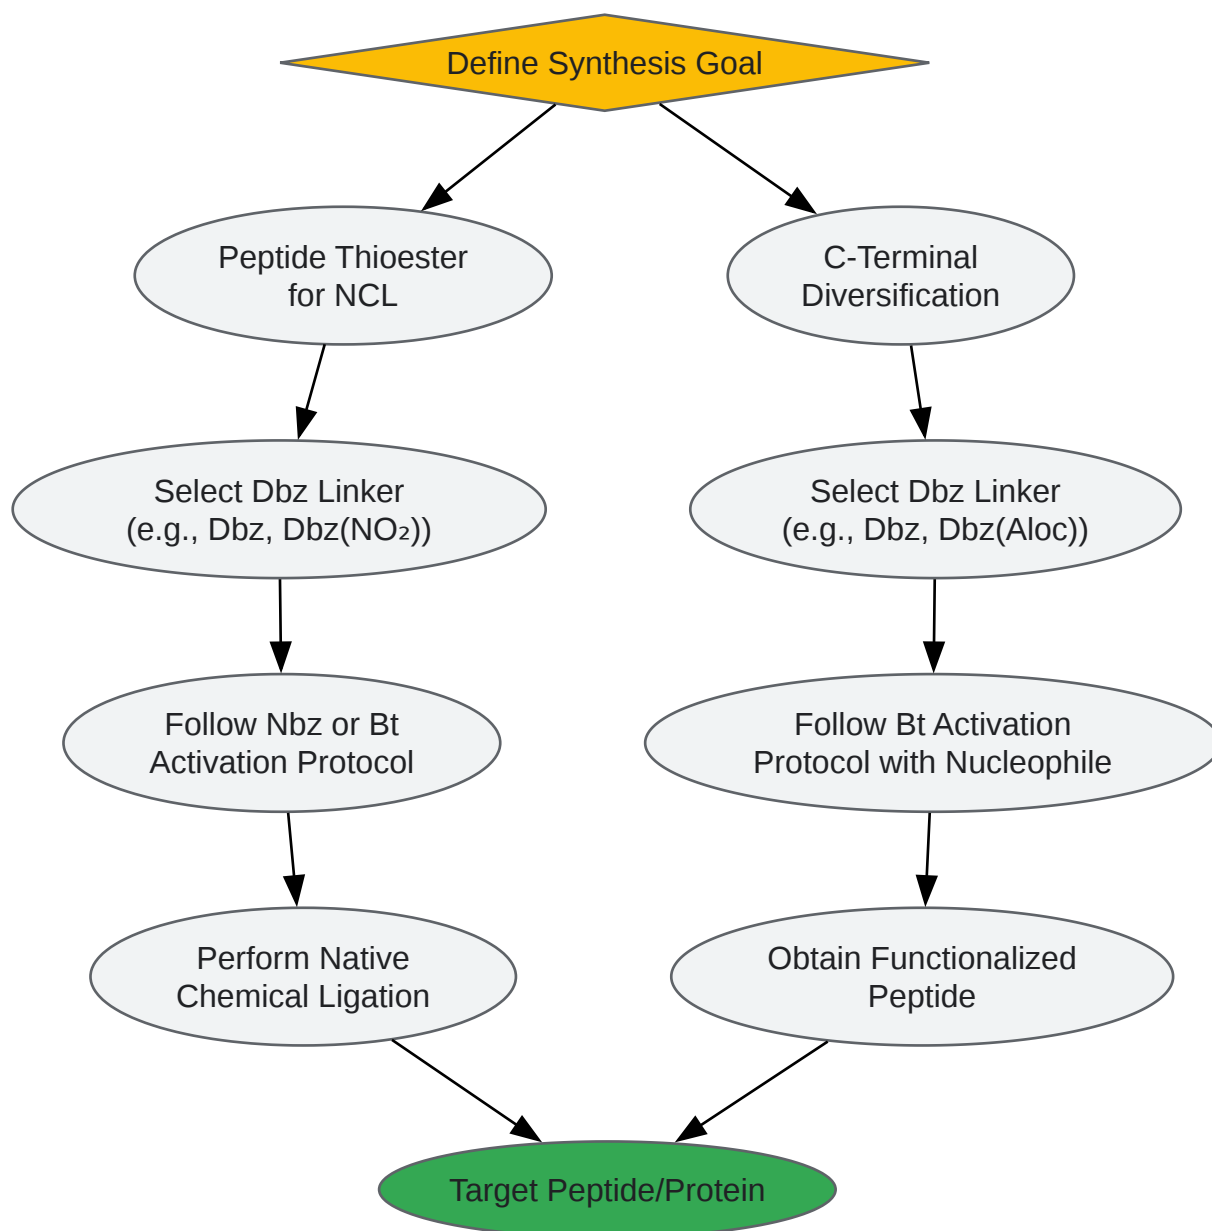 Define Synthesis Goal
Peptide Thioester
for NCL
C-Terminal
Diversification
Select Dbz Linker
(e.g., Dbz, Dbz(NO₂))
Select Dbz Linker
(e.g., Dbz, Dbz(Aloc))
Follow Nbz or Bt
Activation Protocol
Follow Bt Activation
Protocol with Nucleophile
Perform Native
Chemical Ligation
Obtain Functionalized
Peptide
Target Peptide/Protein